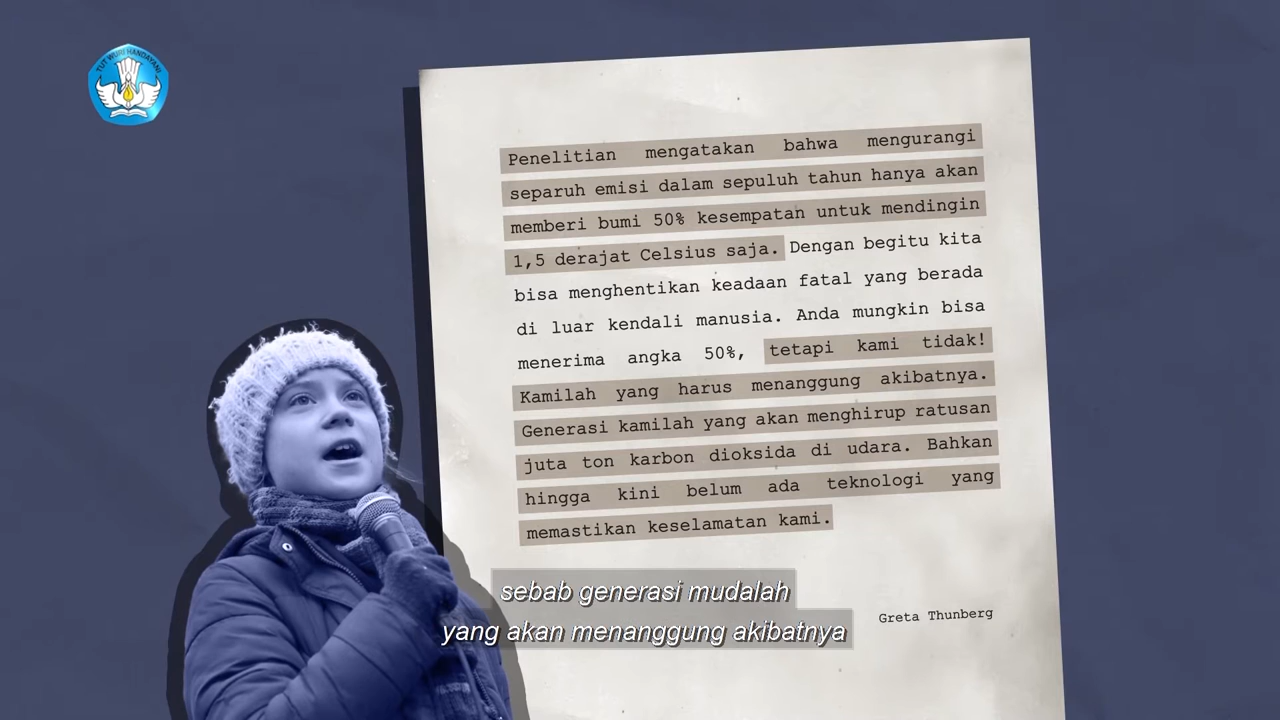 TUT WURI HANDAYANI
Penelitian mengatakan bahwa mengurangi
separuh emisi dalam sepuluh tahun hanya akan
memberi bumi 50% kesempatan untuk mendingin
1,5 derajat Celsius saja. Dengan begitu kita
bisa menghentikan keadaan fatal yang berada
di luar kendali manusia. Anda mungkin bisa
menerima angka 50%, tetapi kami tidak!
Kamilah yang harus menanggung akibatnya.
Generasi kamilah yang akan menghirup ratusan
juta ton karbon dioksida di udara. Bahkan
hingga kini belum ada teknologi yang
memastikan keselamatan kami.
Greta Thunberg
sebab generasi mudalah
yang akan menanggung akibatnya